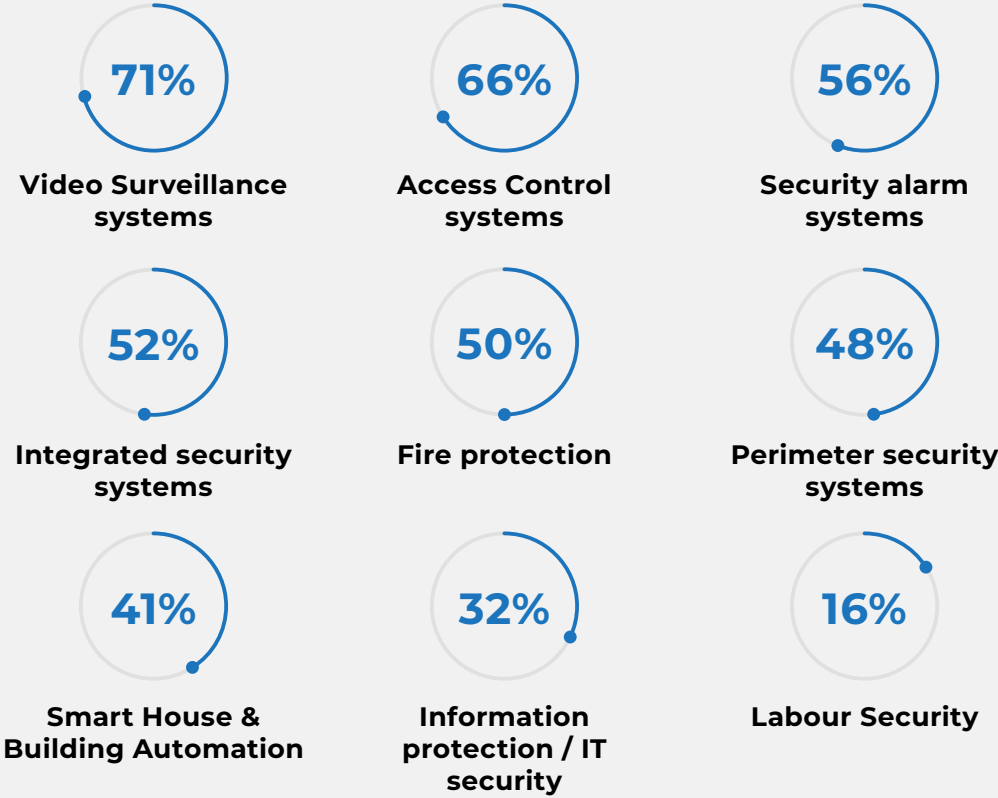 71%
Video Surveillance
systems
66%
Access Control
systems
56%
Security alarm
systems
52%
Integrated security
systems
50%
Fire protection
48%
Perimeter security
systems
41%
Smart House &
Building Automation
32%
Information
protection / IT
security
16%
Labour Security